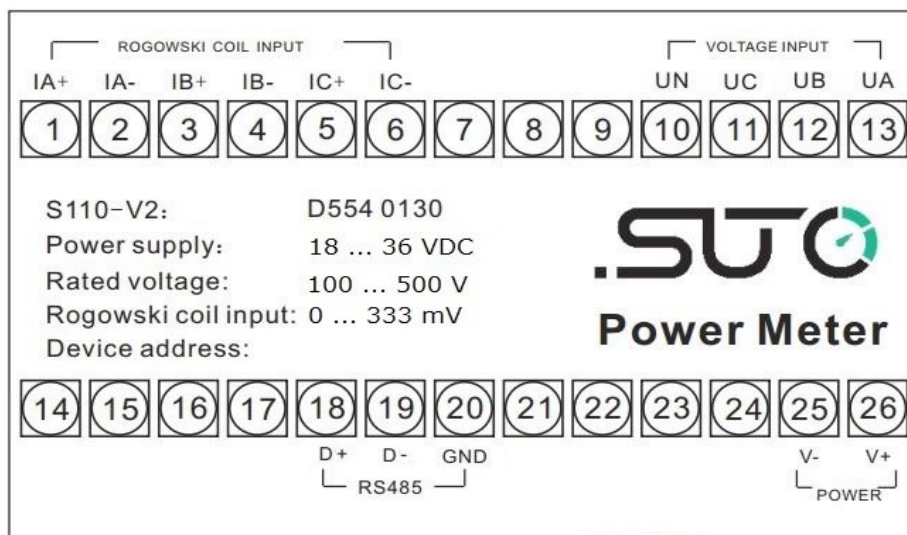 ROGOWSKI COIL INPUT VOLTAGE INPUT
IA+ IA- IB+ IB- IC+ IC- UN UC UB UA
1 2 3 4 5 6 7 8 9 10 11 12 13
S110-V2: D554 0130
Power supply: 18 ... 36 VDC
Rated voltage: 100 ... 500 V
Rogowski coil input: 0 ... 333 mV
Device address:
.SUTO
Power Meter
14 15 16 17 18 19 20 21 22 23 24 25 26
D+ D- GND V- V+
RS485 POWER